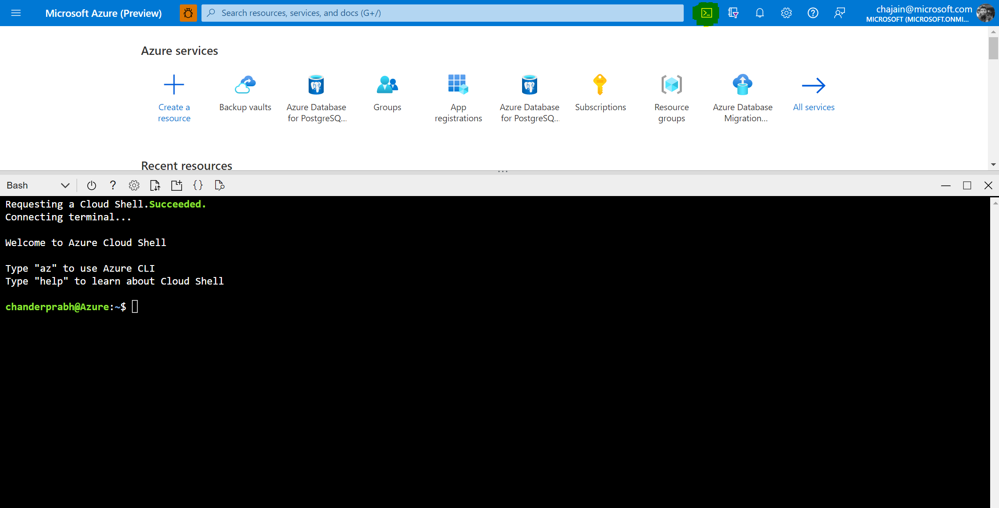 Microsoft Azure (Preview)
Search resources, services, and docs (G+/)
chajain@microsoft.com
MICROSOFT (MICROSOFT.ONMI...
Azure services
Create a
resource
Backup vaults
Azure Database
for PostgreSQ...
Groups
App
registrations
Azure Database
for PostgreSQ...
Subscriptions
Resource
groups
Azure Database
Migration...
All services
Recent resources
Bash
Requesting a Cloud Shell.Succeeded.
Connecting terminal...
Welcome to Azure Cloud Shell
Type "az" to use Azure CLI
Type "help" to learn about Cloud Shell
chanderprabh@Azure:~$